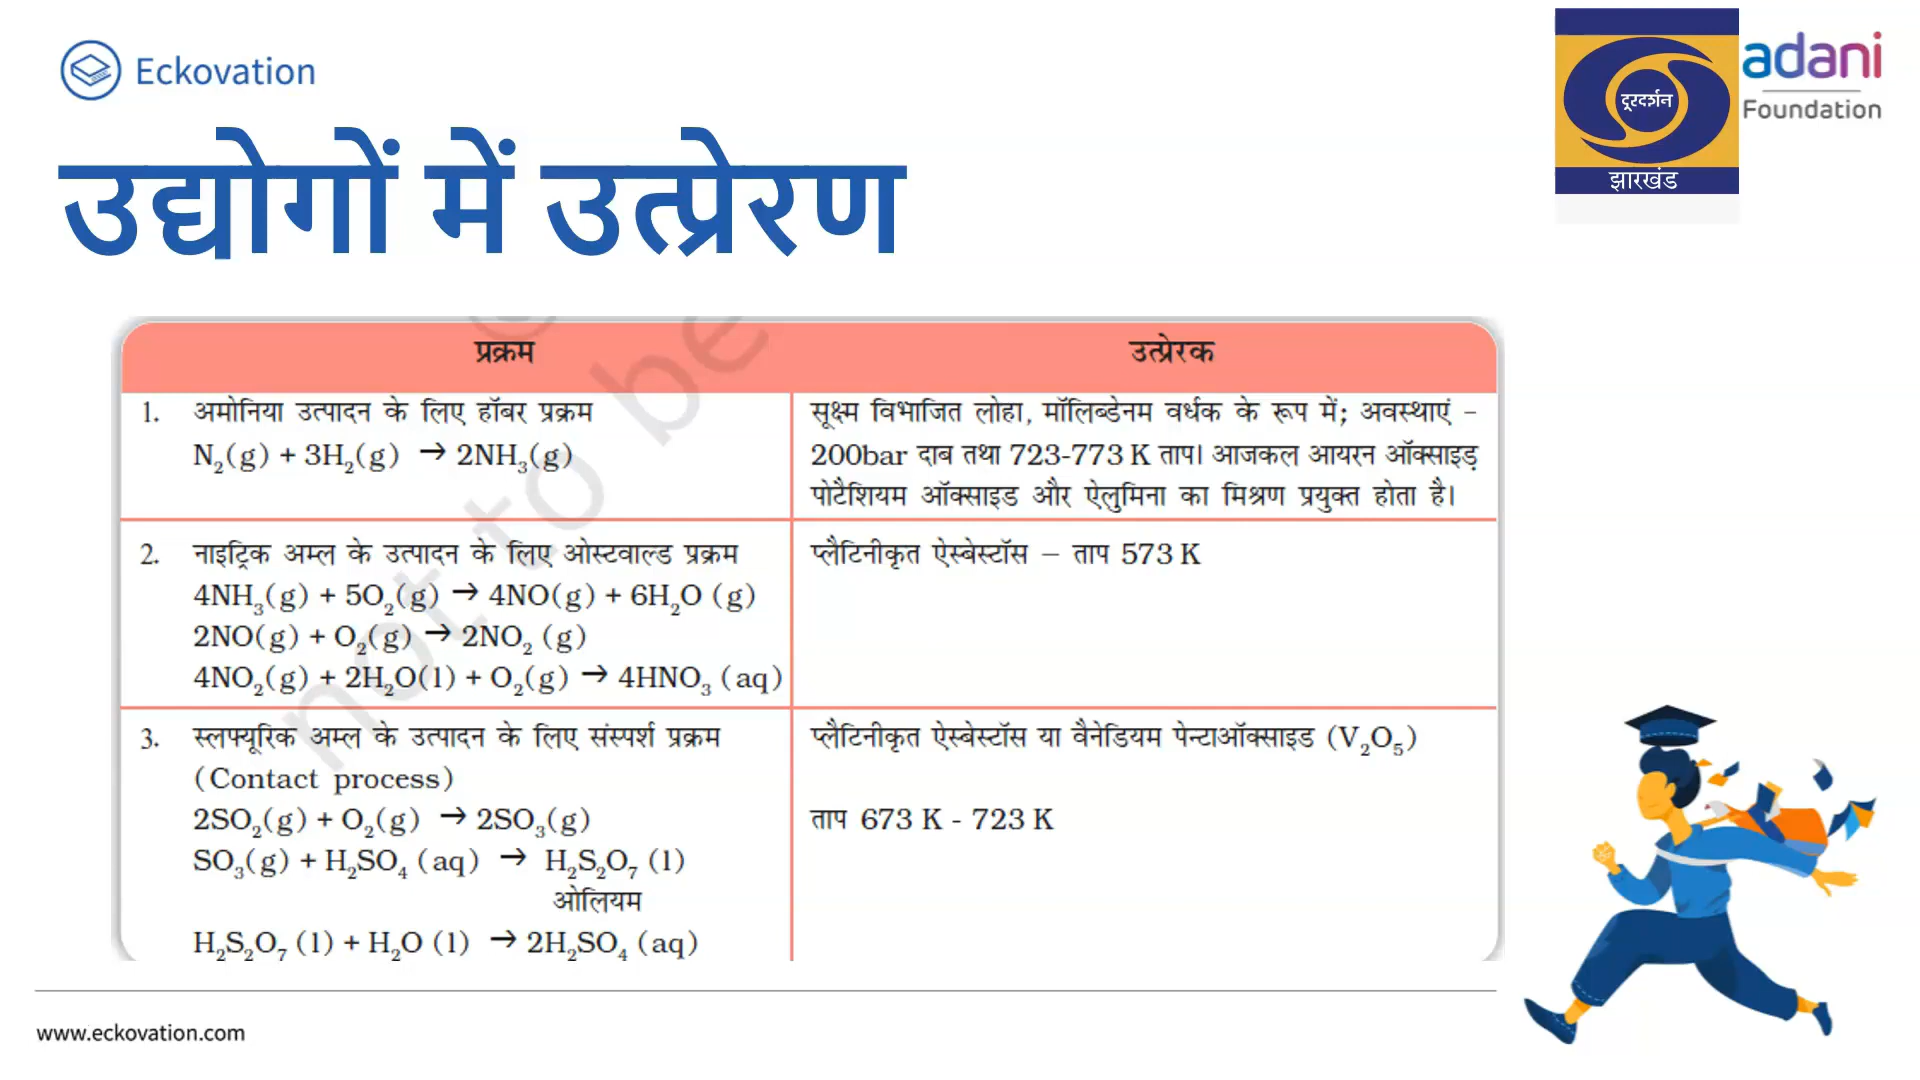 Eckovation
दूरदर्शन
झारखंड
adani
Foundation
उद्योगों में उत्प्रेरण
प्रक्रम
उत्प्रेरक
1. अमोनिया उत्पादन के लिए हॉबर प्रक्रम
N₂(g) + 3H₂(g) → 2NH₃(g)
सूक्ष्म विभाजित लोहा, मॉलिब्डेनम वर्धक के रूप में; अवस्थाएं –
200bar दाब तथा 723-773 K ताप। आजकल आयरन ऑक्साइड़
पोटैशियम ऑक्साइड और ऐलुमिना का मिश्रण प्रयुक्त होता है।
2. नाइट्रिक अम्ल के उत्पादन के लिए ओस्टवाल्ड प्रक्रम
4NH₃(g) + 5O₂(g) → 4NO(g) + 6H₂O (g)
2NO(g) + O₂(g) → 2NO₂ (g)
4NO₂(g) + 2H₂O(l) + O₂(g) → 4HNO₃ (aq)
प्लैटिनीकृत ऐस्बेस्टॉस – ताप 573 K
3. स्लफ्यूरिक अम्ल के उत्पादन के लिए संस्पर्श प्रक्रम
(Contact process)
2SO₂(g) + O₂(g) → 2SO₃(g)
SO₃(g) + H₂SO₄ (aq) → H₂S₂O₇ (l)
ओलियम
H₂S₂O₇ (l) + H₂O (l) → 2H₂SO₄ (aq)
प्लैटिनीकृत ऐस्बेस्टॉस या वैनेडियम पेन्टाऑक्साइड (V₂O₅)
ताप 673 K - 723 K
not to be
www.eckovation.com